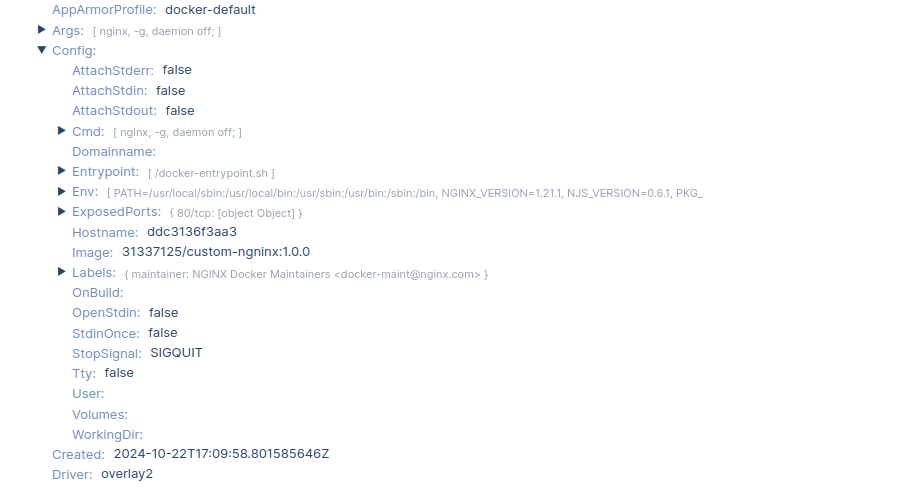 AppArmorProfile: docker-default
Args: [ nginx, -g, daemon off; ]
Config:
AttachStderr: false
AttachStdin: false
AttachStdout: false
Cmd: [ nginx, -g, daemon off; ]
Domainname:
Entrypoint: [ /docker-entrypoint.sh ]
Env: [ PATH=/usr/local/sbin:/usr/local/bin:/usr/sbin:/usr/bin:/sbin:/bin, NGINX_VERSION=1.21.1, NJS_VERSION=0.6.1, PKG_
ExposedPorts: { 80/tcp: [object Object] }
Hostname: ddc3136f3aa3
Image: 31337125/custom-ngninx:1.0.0
Labels: { maintainer: NGINX Docker Maintainers <docker-maint@nginx.com> }
OnBuild:
OpenStdin: false
StdinOnce: false
StopSignal: SIGQUIT
Tty: false
User:
Volumes:
WorkingDir:
Created: 2024-10-22T17:09:58.801585646Z
Driver: overlay2